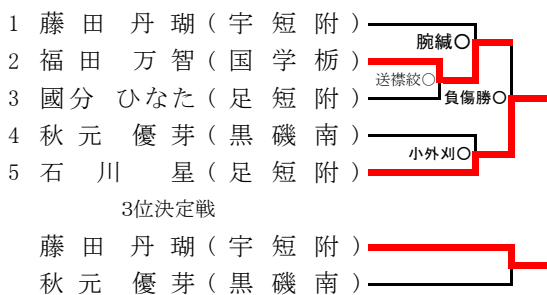 1 藤田 丹瑚(宇短附)
腕緘○
2 福田 万智(国学栃)
送襟絞○
3 國分 ひなた(足短附)
負傷勝○
4 秋元 優芽(黒磯南)
小外刈○
5 石川 星(足短附)
3位決定戦
藤田 丹瑚(宇短附)
秋元 優芽(黒磯南)